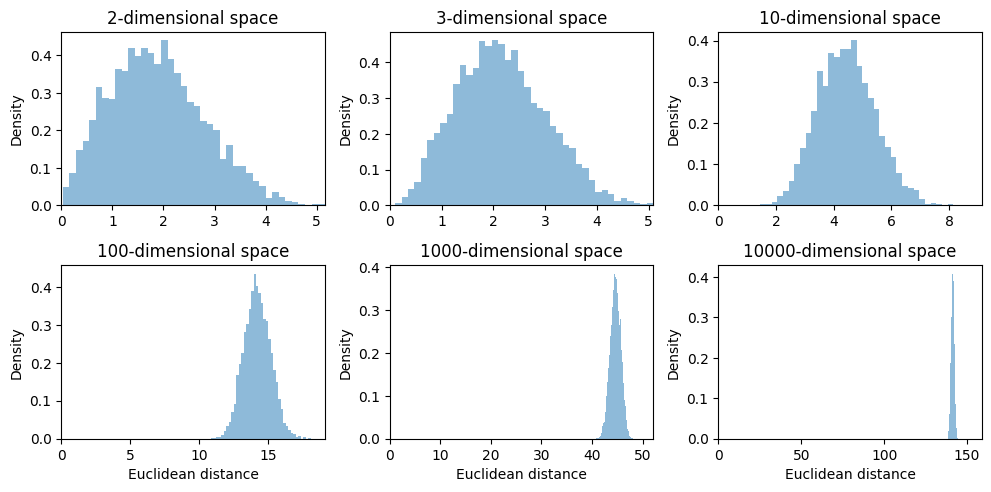 2-dimensional space
3-dimensional space
10-dimensional space
Density
0.0
0.1
0.2
0.3
0.4
0 1 2 3 4 5
Density
0.0
0.1
0.2
0.3
0.4
0 1 2 3 4 5
Density
0.0
0.1
0.2
0.3
0.4
0 2 4 6 8
100-dimensional space
1000-dimensional space
10000-dimensional space
Density
0.0
0.1
0.2
0.3
0.4
0 5 10 15
Euclidean distance
Density
0.0
0.1
0.2
0.3
0.4
0 10 20 30 40 50
Euclidean distance
Density
0.0
0.1
0.2
0.3
0.4
0 50 100 150
Euclidean distance